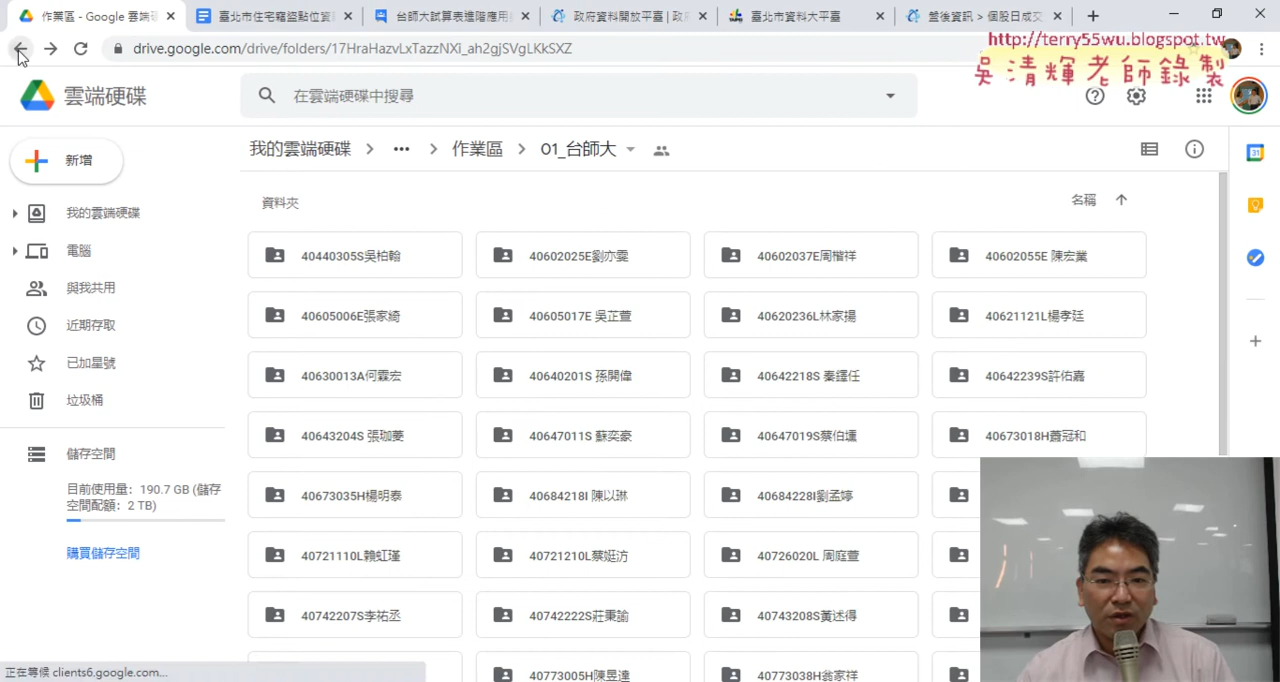 作業區 - Google 雲端硬
臺北市住宅竊盜點位資
台師大試算表進階應用
政府資料開放平臺 | 政府
臺北市資料大平臺
盤後資訊 > 個股日成交
drive.google.com/drive/folders/17HraHazvLxTazzNXi_ah2gjSVgLKkSXZ
http://terry55wu.blogspot.tw
吳清輝老師錄製
雲端硬碟
在雲端硬碟中搜尋
新增
我的雲端硬碟 > ... > 作業區 > 01_台師大
我的雲端硬碟
電腦
與我共用
近期存取
已加星號
垃圾桶
儲存空間
目前使用量：190.7 GB (儲存
空間配額：2 TB)
購買儲存空間
資料夾
名稱
40440305S吳柏翰
40602025E劉亦雯
40602037E周楷祥
40602055E 陳宏業
40605006E張家綺
40605017E 吳芷萱
40620236L林家揚
40621121L楊孝廷
40630013A何霖宏
40640201S 孫開偉
40642218S 秦鐸任
40642239S許佑嘉
40643204S 張珈菱
40647011S 蘇奕豪
40647019S蔡伯壎
40673018H蕭冠和
40673035H楊明泰
40684218I 陳以琳
40684228I劉孟婷
40721110L賴虹瑾
40721210L蔡娗汸
40726020L 周庭萱
40742207S李祐丞
40742222S莊秉諭
40743208S黃述得
40773005H陳昱達
40773038H翁家祥
正在等候 clients6.google.com...